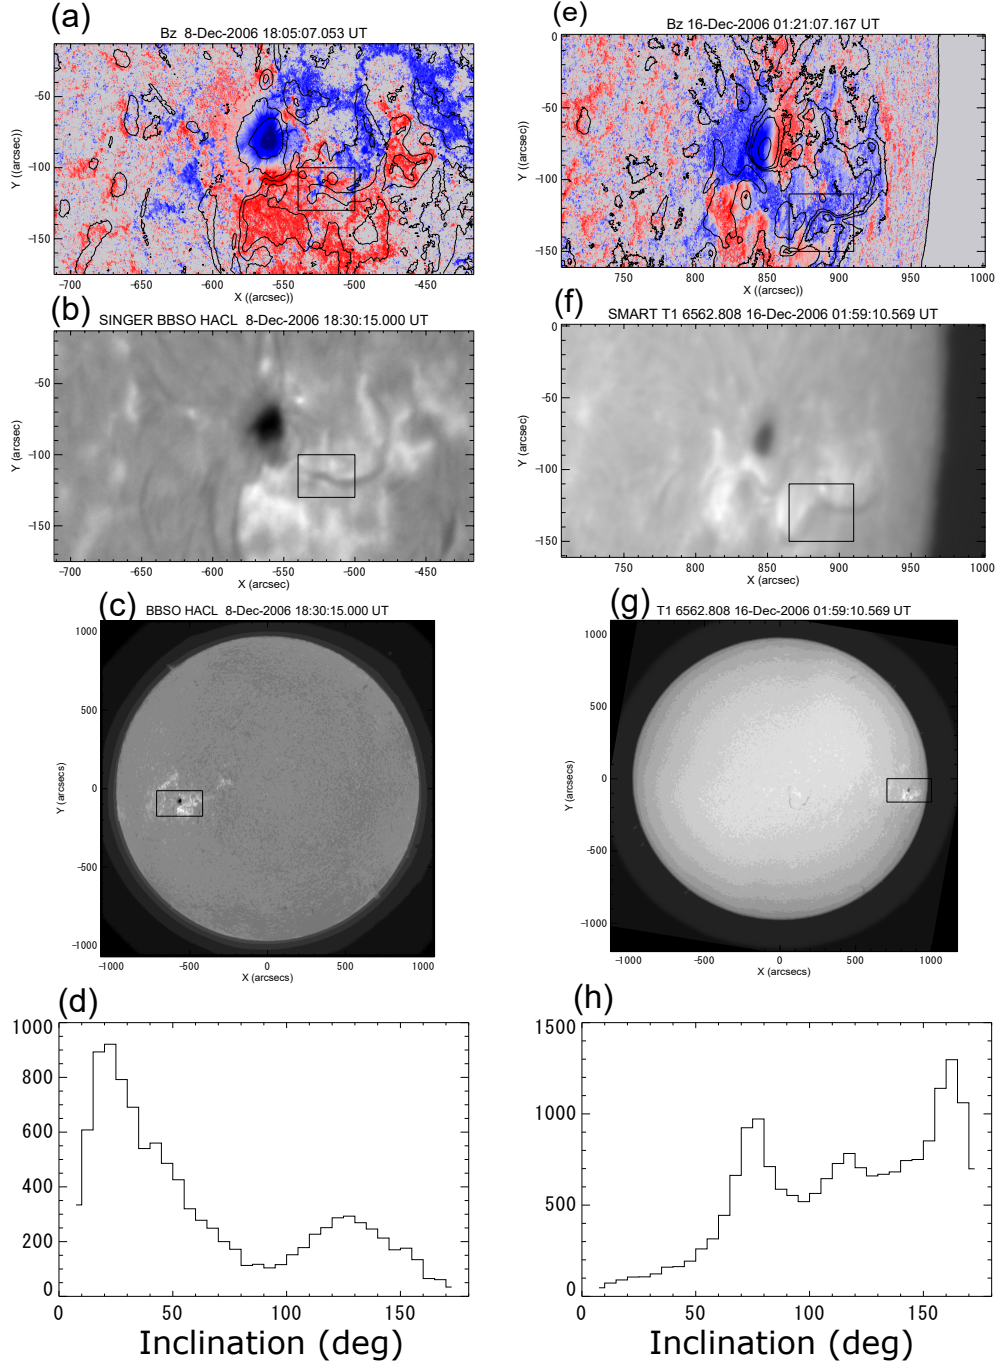 (a)
Bz 8-Dec-2006 18:05:07.053 UT
-50
-100
-150
Y ((arcsec))
-700 -650 -600 -550 -500 -450
X ((arcsec))
(b)
SINGER BBSO HACL 8-Dec-2006 18:30:15.000 UT
-50
-100
-150
Y (arcsec)
-700 -650 -600 -550 -500 -450
X (arcsec)
(c)
BBSO HACL 8-Dec-2006 18:30:15.000 UT
1000
500
0
-500
-1000
Y (arcsecs)
-1000 -500 0 500 1000
X (arcsecs)
(d)
1000
800
600
400
200
0
0 50 100 150
Inclination (deg)
(e)
Bz 16-Dec-2006 01:21:07.167 UT
0
-50
-100
-150
Y ((arcsec))
750 800 850 900 950 1000
X ((arcsec))
(f)
SMART T1 6562.808 16-Dec-2006 01:59:10.569 UT
0
-50
-100
-150
Y (arcsec)
750 800 850 900 950 1000
X (arcsec)
(g)
T1 6562.808 16-Dec-2006 01:59:10.569 UT
1000
500
0
-500
-1000
Y (arcsecs)
-1000 -500 0 500 1000
X (arcsecs)
(h)
1500
1000
500
0
0 50 100 150
Inclination (deg)